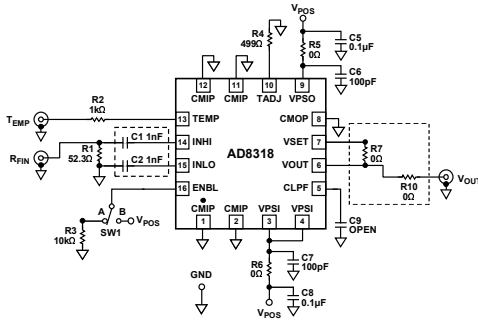 VPOS
R4
499Ω
R5
0Ω
C5
0.1µF
C6
100pF
12
11
10
9
CMIP
CMIP
TADJ
VPSO
TEMP
R2
1kΩ
13
TEMP
CMOP
8
C1 1nF
14
INHI
VSET
7
RFIN
R1
52.3Ω
AD8318
R7
0Ω
C2 1nF
15
INLO
VOUT
6
VOUT
R10
0Ω
16
ENBL
CLPF
5
CMIP
CMIP
VPSI
VPSI
1
2
3
4
A
B
VPOS
R3
10kΩ
SW1
C9
OPEN
GND
R6
0Ω
C7
100pF
C8
0.1µF
VPOS